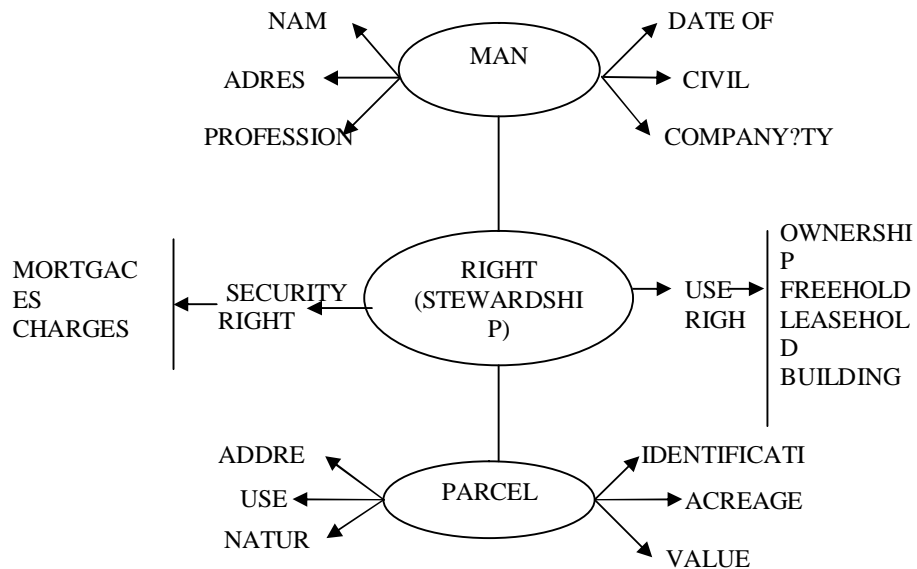 NAM
DATE OF
MAN
ADRES
CIVIL
PROFESSION
COMPANY?TY
MORTGAC
ES
CHARGES
SECURITY
RIGHT
RIGHT
(STEWARDSHI
P)
USE
RIGH
OWNERSHI
P
FREEHOLD
LEASEHOL
D
BUILDING
ADDRE
IDENTIFICATI
USE
PARCEL
ACREAGE
NATUR
VALUE